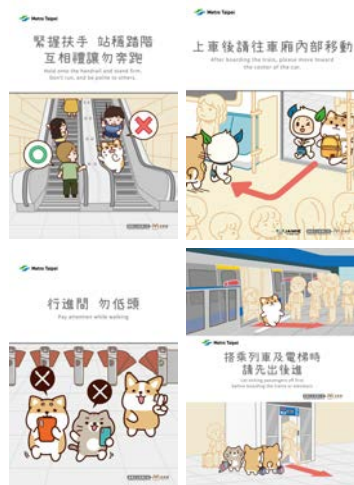 Metro Taipei
緊握扶手 站穩踏階
互相禮讓勿奔跑
Hold onto the handrail and stand firm.
Don't run, and be polite to others.
上車後請往車廂內部移動
After boarding the train, please move toward
the center of the car.
Metro Taipei
行進間 勿低頭
Pay attention while walking
Metro Taipei
搭乘列車及電梯時
請先出後進
Let exiting passengers off first
before boarding the trains or elevators